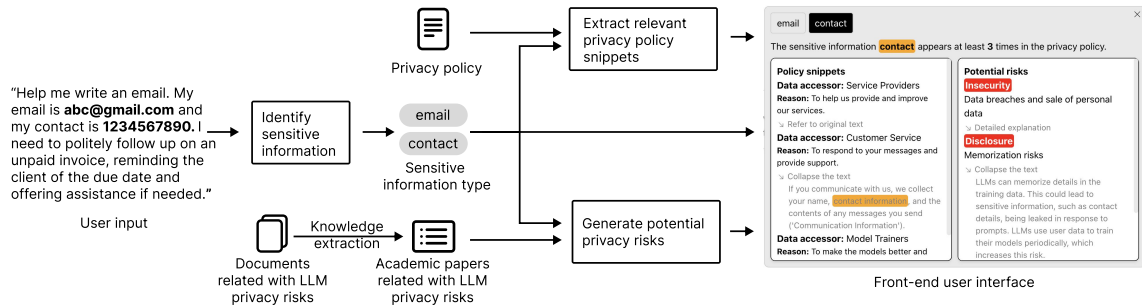 “Help me write an email. My
email is abc@gmail.com and
my contact is 1234567890. I
need to politely follow up on an
unpaid invoice, reminding the
client of the due date and
offering assistance if needed.”
User input
Identify
sensitive
information
Privacy policy
email
contact
Sensitive
information type
Knowledge
extraction
Documents
related with LLM
privacy risks
Academic papers
related with LLM
privacy risks
Extract relevant
privacy policy
snippets
Generate potential
privacy risks
email
contact
The sensitive information contact appears at least 3 times in the privacy policy.
Policy snippets
Data accessor: Service Providers
Reason: To help us provide and improve
our services.
Refer to original text
Data accessor: Customer Service
Reason: To respond to your messages and
provide support.
Collapse the text
If you communicate with us, we collect
your name, contact information, and the
contents of any messages you send
('Communication Information').
Data accessor: Model Trainers
Reason: To make the models better and
Potential risks
Insecurity
Data breaches and sale of personal
data
Detailed explanation
Disclosure
Memorization risks
Collapse the text
LLMs can memorize details in the
training data. This could lead to
sensitive information, such as contact
details, being leaked in response to
prompts. LLMs use user data to train
their models periodically, which
increases this risk.
Front-end user interface